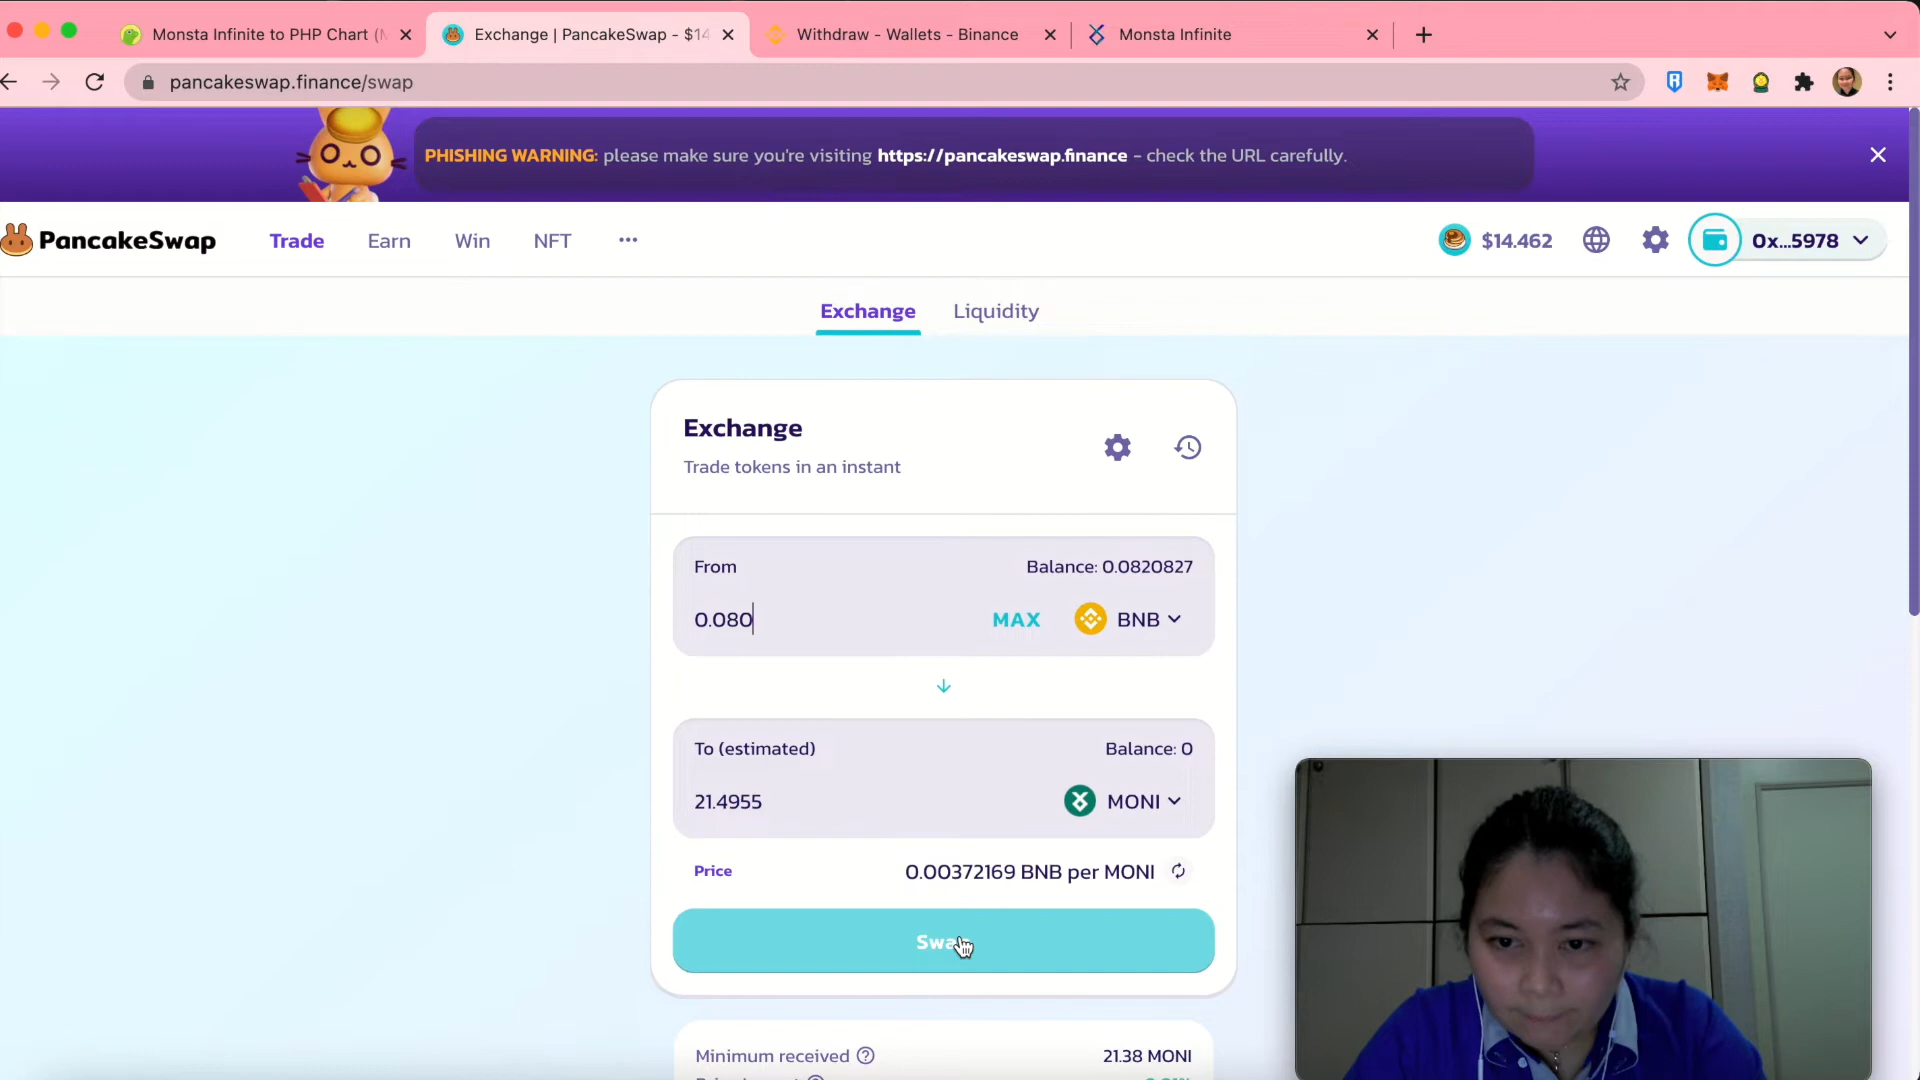 Monsta Infinite to PHP Chart (M
Exchange | PancakeSwap - $14
Withdraw - Wallets - Binance
Monsta Infinite
pancakeswap.finance/swap
PHISHING WARNING: please make sure you're visiting https://pancakeswap.finance - check the URL carefully.
PancakeSwap
Trade
Earn
Win
NFT
$14.462
0x...5978
Exchange
Liquidity
Exchange
Trade tokens in an instant
From
Balance: 0.0820827
0.080
MAX
BNB
To (estimated)
Balance: 0
21.4955
MONI
Price
0.00372169 BNB per MONI
Minimum received
21.38 MONI